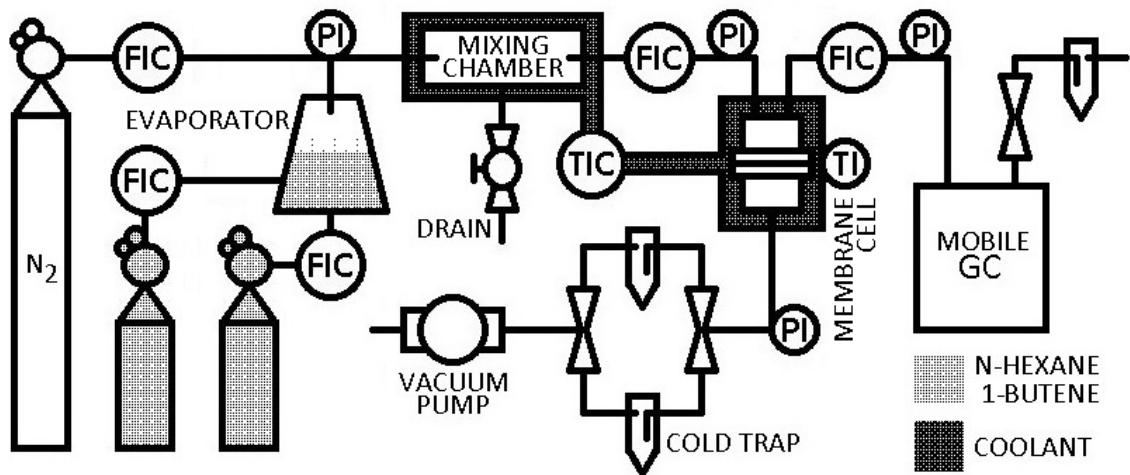 FIC
PI
MIXING
CHAMBER
FIC
PI
FIC
PI
EVAPORATOR
FIC
TIC
TI
DRAIN
N2
FIC
MEMBRANE
CELL
MOBILE
GC
PI
VACUUM
PUMP
COLD TRAP
N-HEXANE
1-BUTENE
COOLANT